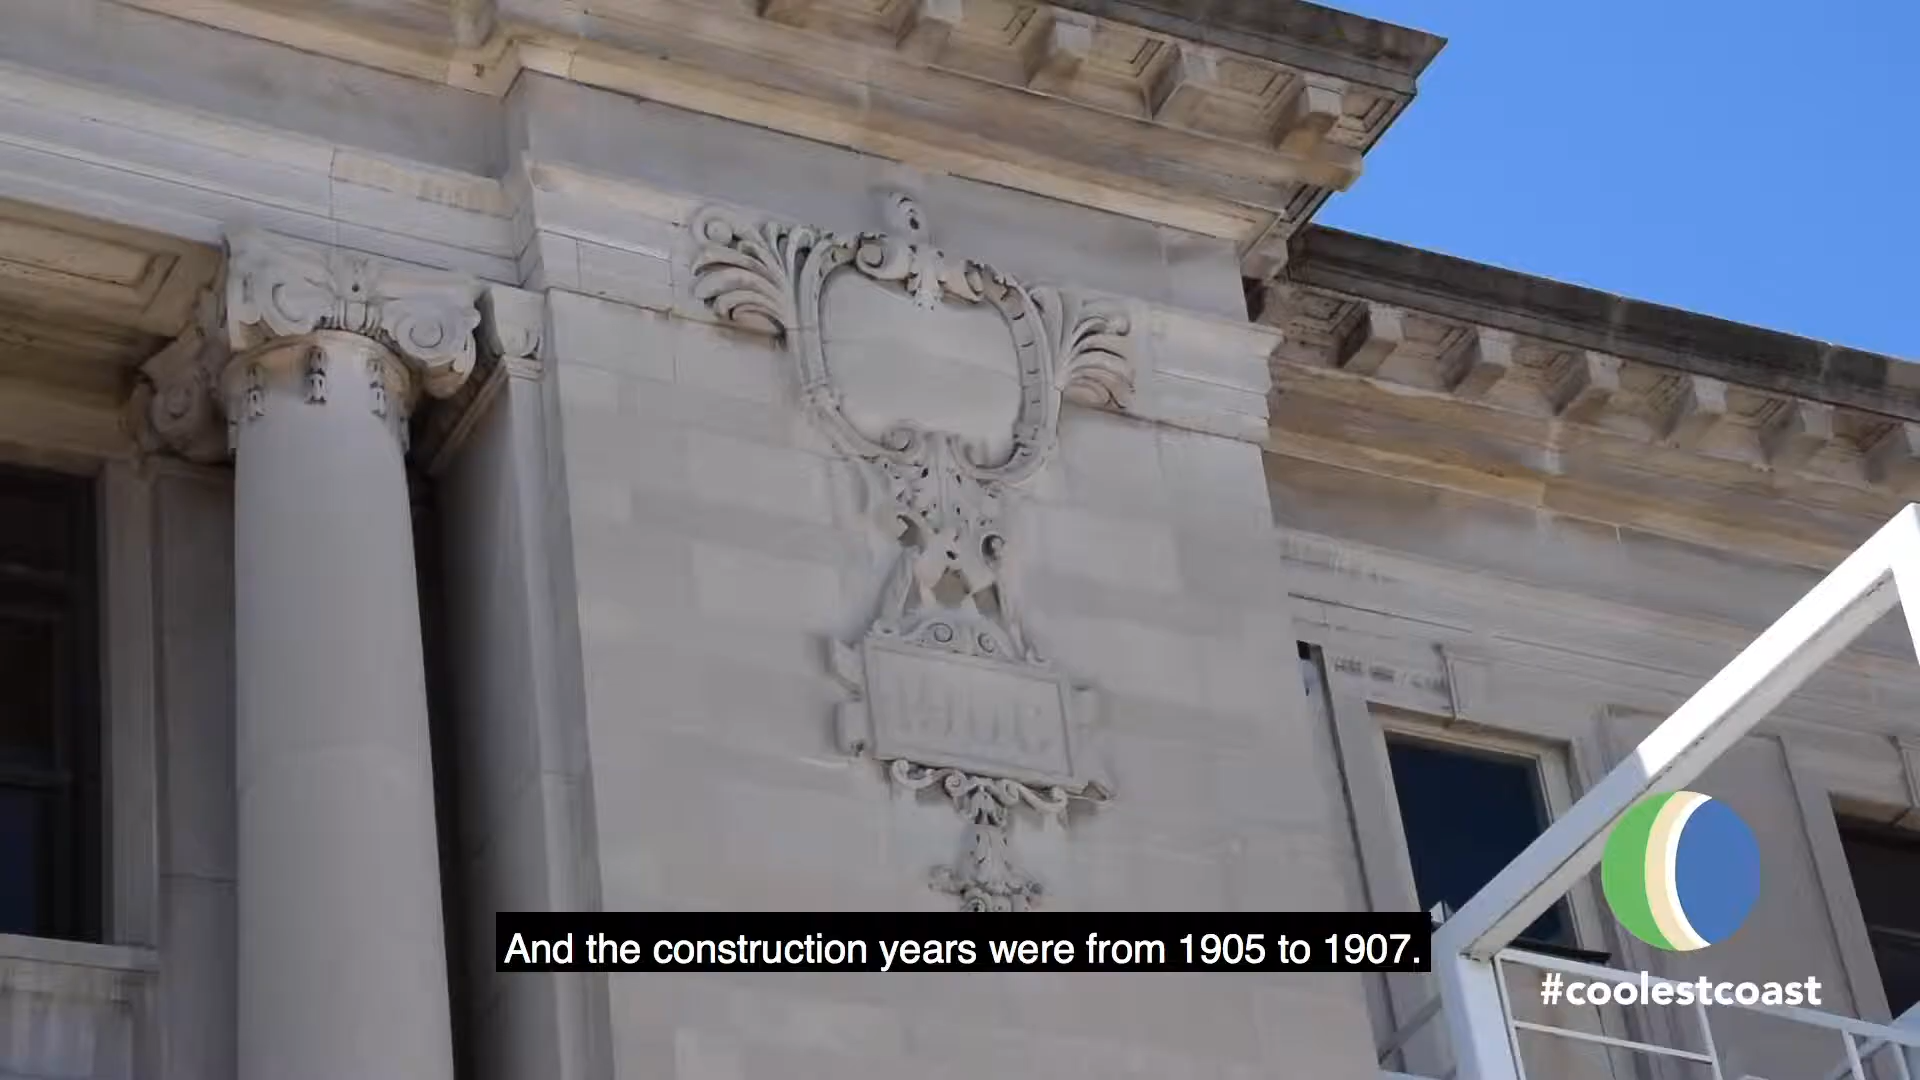 And the construction years were from 1905 to 1907.
#coolestcoast